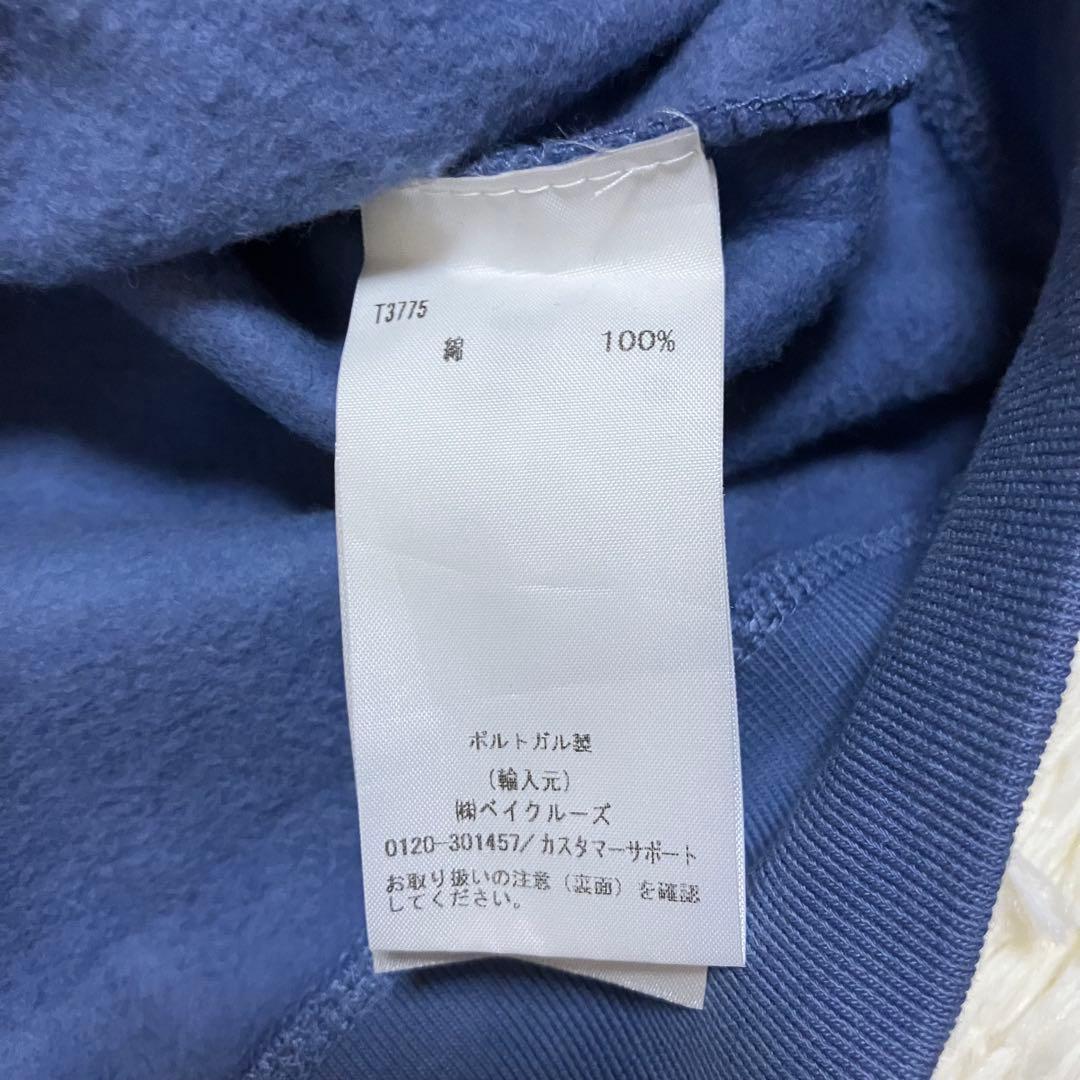 T3775
綿 100%
ポルトガル製
(輸入元)
㈱ベイクルーズ
0120-301457/カスタマーサポート
お取り扱いの注意(裏面)を確認
してください。